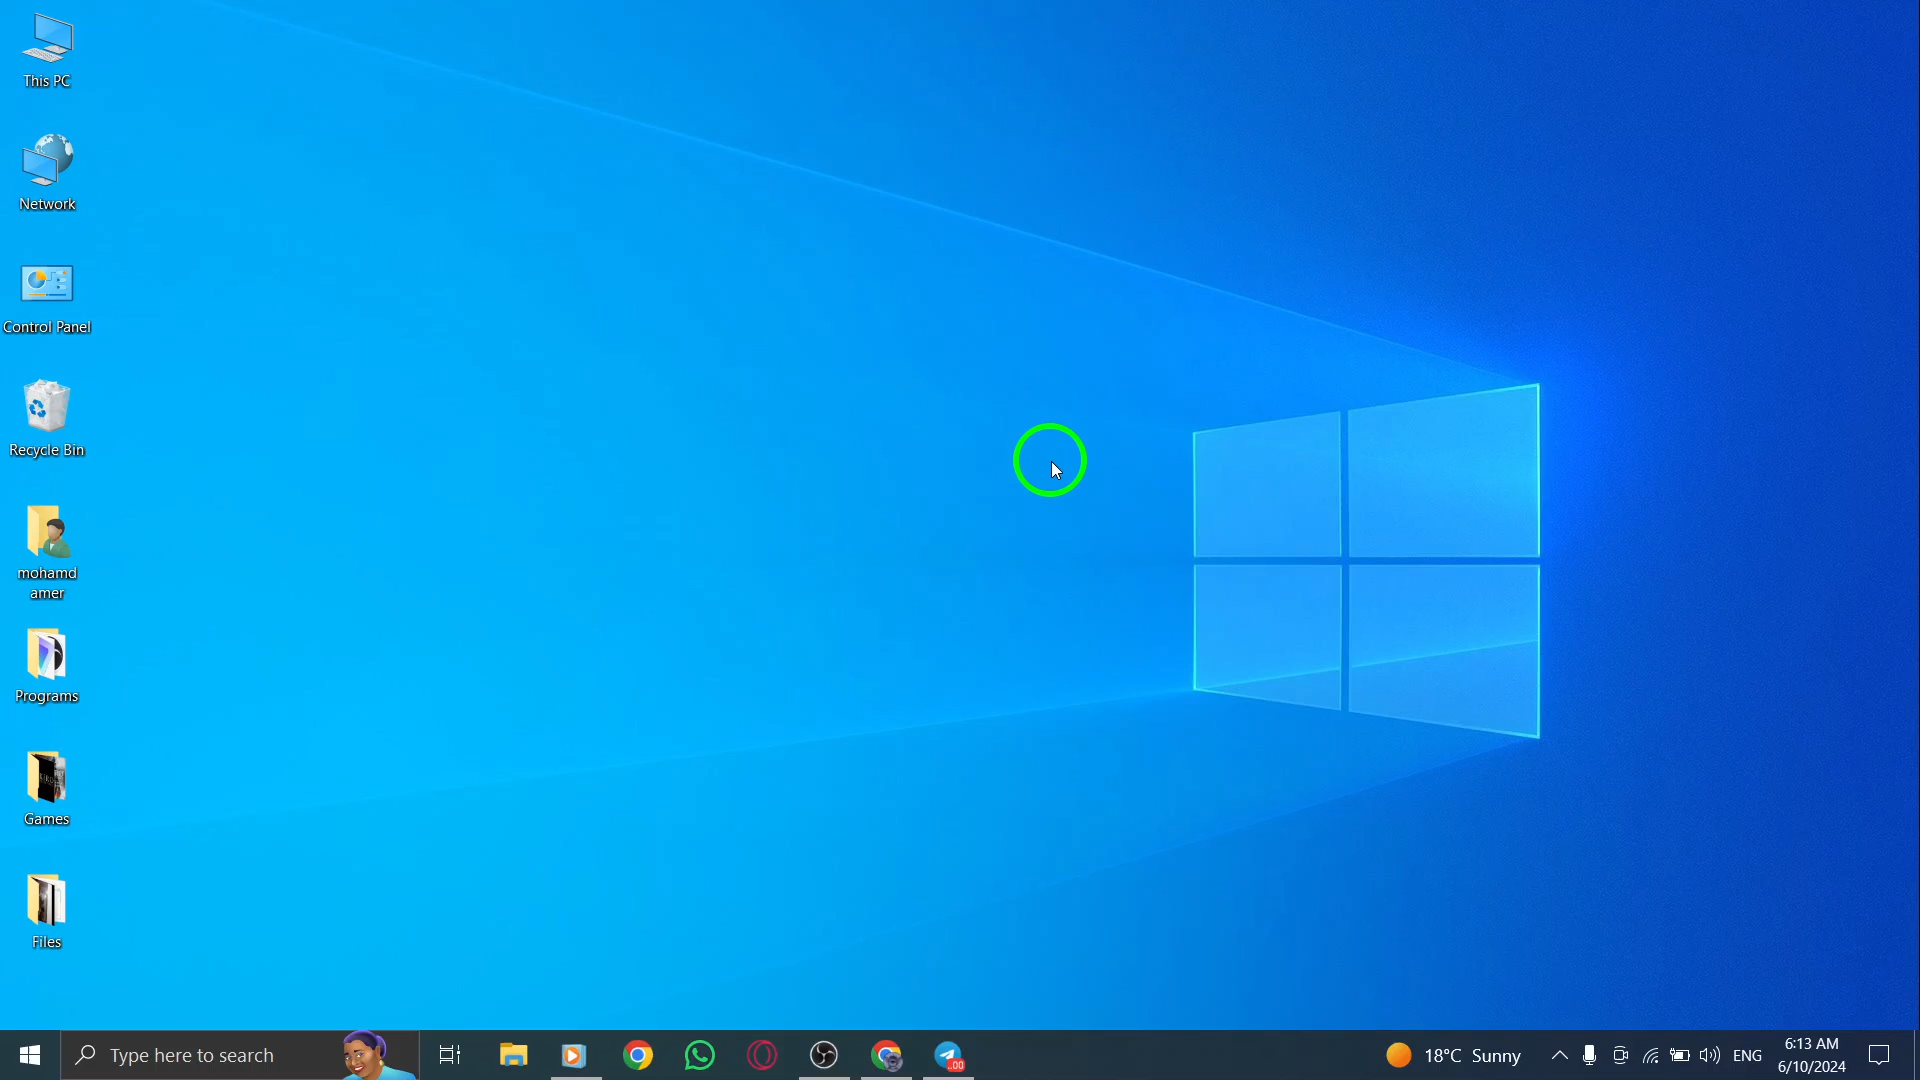 This PC
Network
Control Panel
Recycle Bin
mohamd
amer
Programs
Games
Files
Type here to search
.00
18°C Sunny
ENG
6:13 AM
6/10/2024